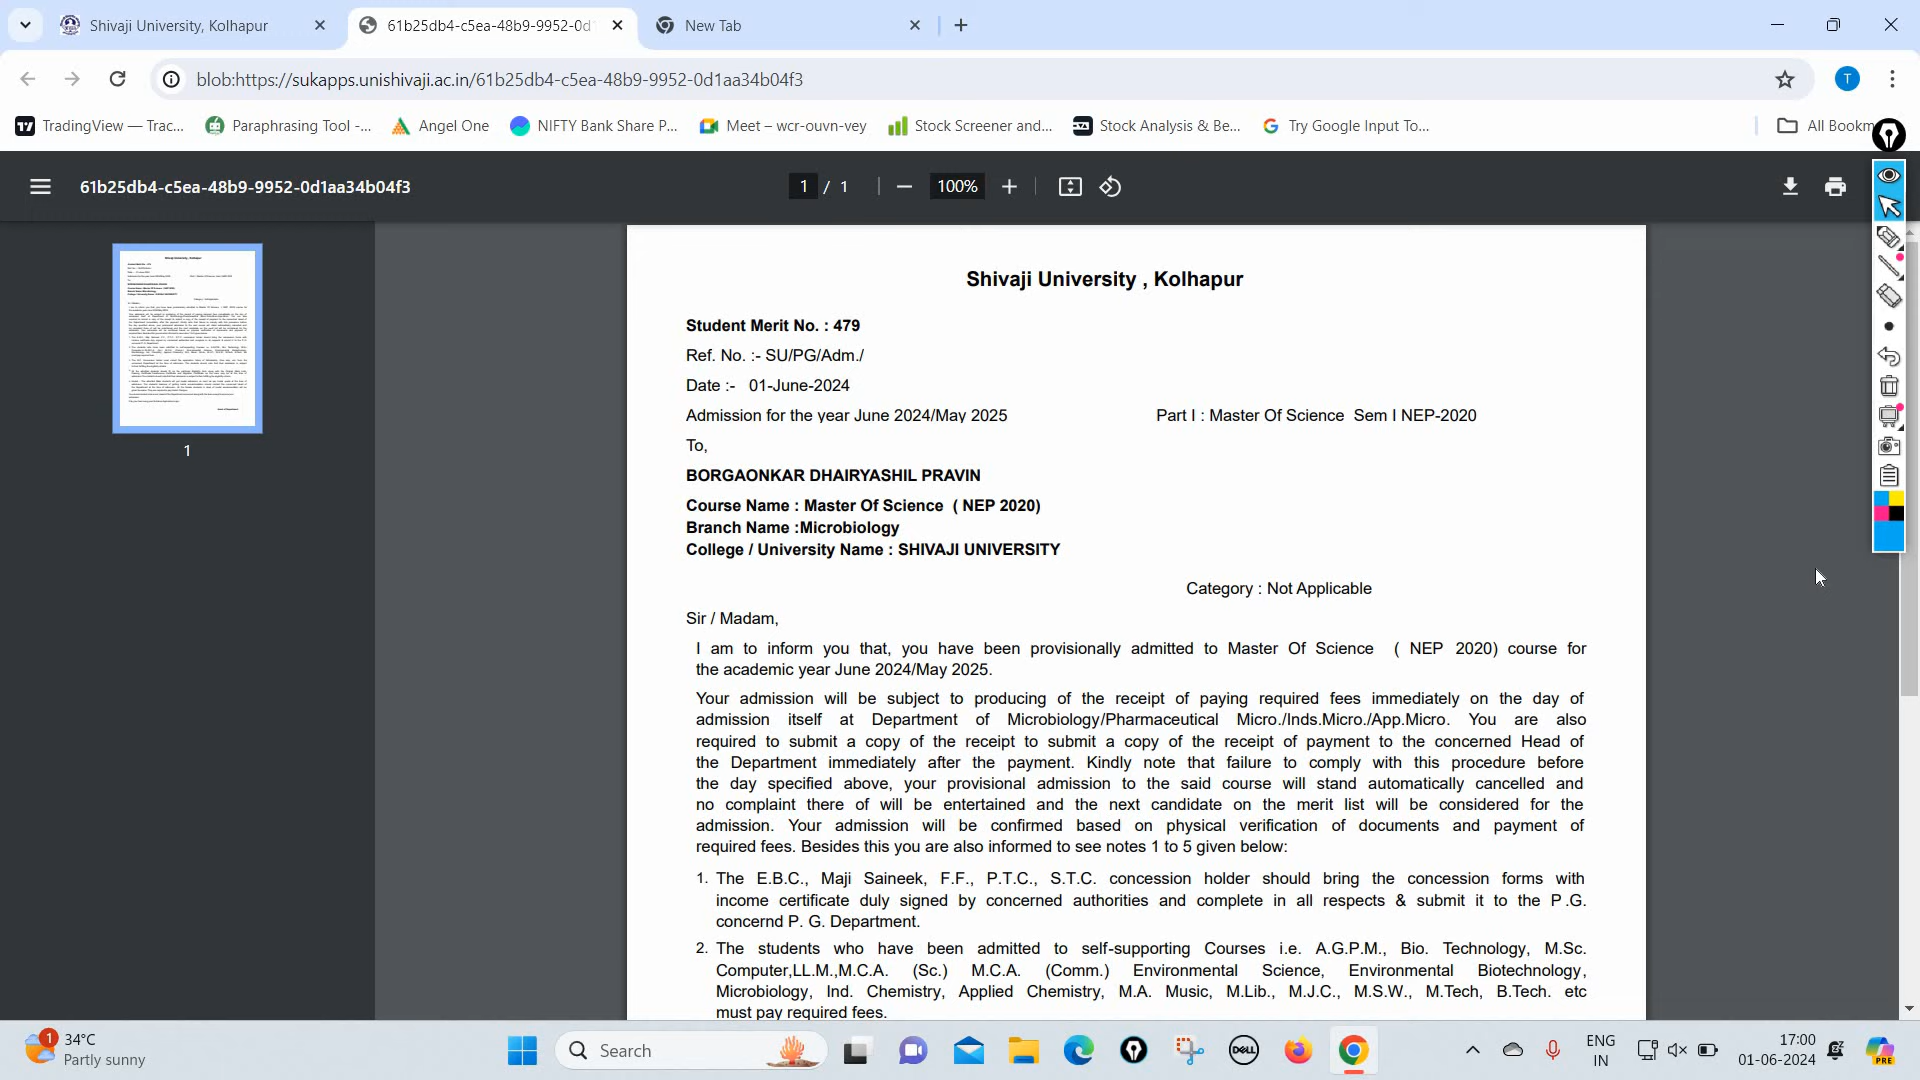 Shivaji University, Kolhapur
61b25db4-c5ea-48b9-9952-0d
New Tab
blob:https://sukapps.unishivaji.ac.in/61b25db4-c5ea-48b9-9952-0d1aa34b04f3
T
TradingView — Trac...
Paraphrasing Tool -...
Angel One
NIFTY Bank Share P...
Meet – wcr-ouvn-vey
Stock Screener and...
Stock Analysis & Be...
Try Google Input To...
All Bookm
61b25db4-c5ea-48b9-9952-0d1aa34b04f3
1 / 1
100%
1
Shivaji University , Kolhapur
Student Merit No. : 479
Ref. No. :- SU/PG/Adm./
Date :- 01-June-2024
Admission for the year June 2024/May 2025 Part I : Master Of Science Sem I NEP-2020
To,
BORGAONKAR DHAIRYASHIL PRAVIN
Course Name : Master Of Science ( NEP 2020)
Branch Name :Microbiology
College / University Name : SHIVAJI UNIVERSITY
Category : Not Applicable
Sir / Madam,
I am to inform you that, you have been provisionally admitted to Master Of Science ( NEP 2020) course for
the academic year June 2024/May 2025.
Your admission will be subject to producing of the receipt of paying required fees immediately on the day of
admission itself at Department of Microbiology/Pharmaceutical Micro./Inds.Micro./App.Micro. You are also
required to submit a copy of the receipt to submit a copy of the receipt of payment to the concerned Head of
the Department immediately after the payment. Kindly note that failure to comply with this procedure before
the day specified above, your provisional admission to the said course will stand automatically cancelled and
no complaint there of will be entertained and the next candidate on the merit list will be considered for the
admission. Your admission will be confirmed based on physical verification of documents and payment of
required fees. Besides this you are also informed to see notes 1 to 5 given below:
1. The E.B.C., Maji Saineek, F.F., P.T.C., S.T.C. concession holder should bring the concession forms with
income certificate duly signed by concerned authorities and complete in all respects & submit it to the P.G.
concernd P. G. Department.
2. The students who have been admitted to self-supporting Courses i.e. A.G.P.M., Bio. Technology, M.Sc.
Computer,LL.M.,M.C.A. (Sc.) M.C.A. (Comm.) Environmental Science, Environmental Biotechnology,
Microbiology, Ind. Chemistry, Applied Chemistry, M.A. Music, M.Lib., M.J.C., M.S.W., M.Tech, B.Tech. etc
must pay required fees.
1
34°C
Partly sunny
Search
DELL
ENG
IN
17:00
01-06-2024
PRE